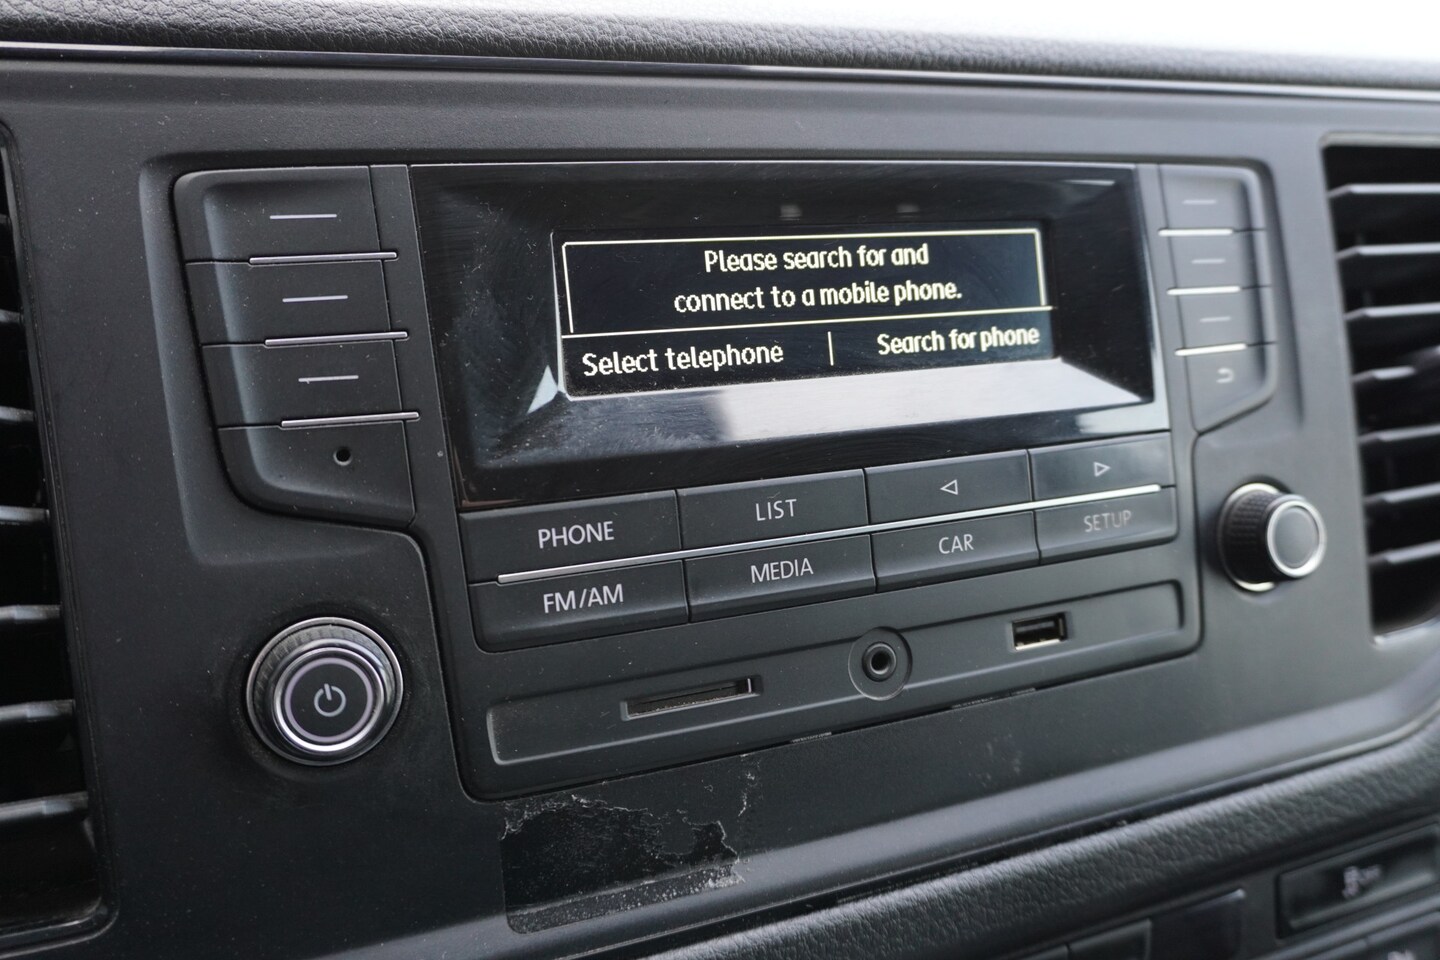 Please search for and
connect to a mobile phone.
Select telephone | Search for phone
PHONE
LIST
FM/AM
MEDIA
CAR
SETUP